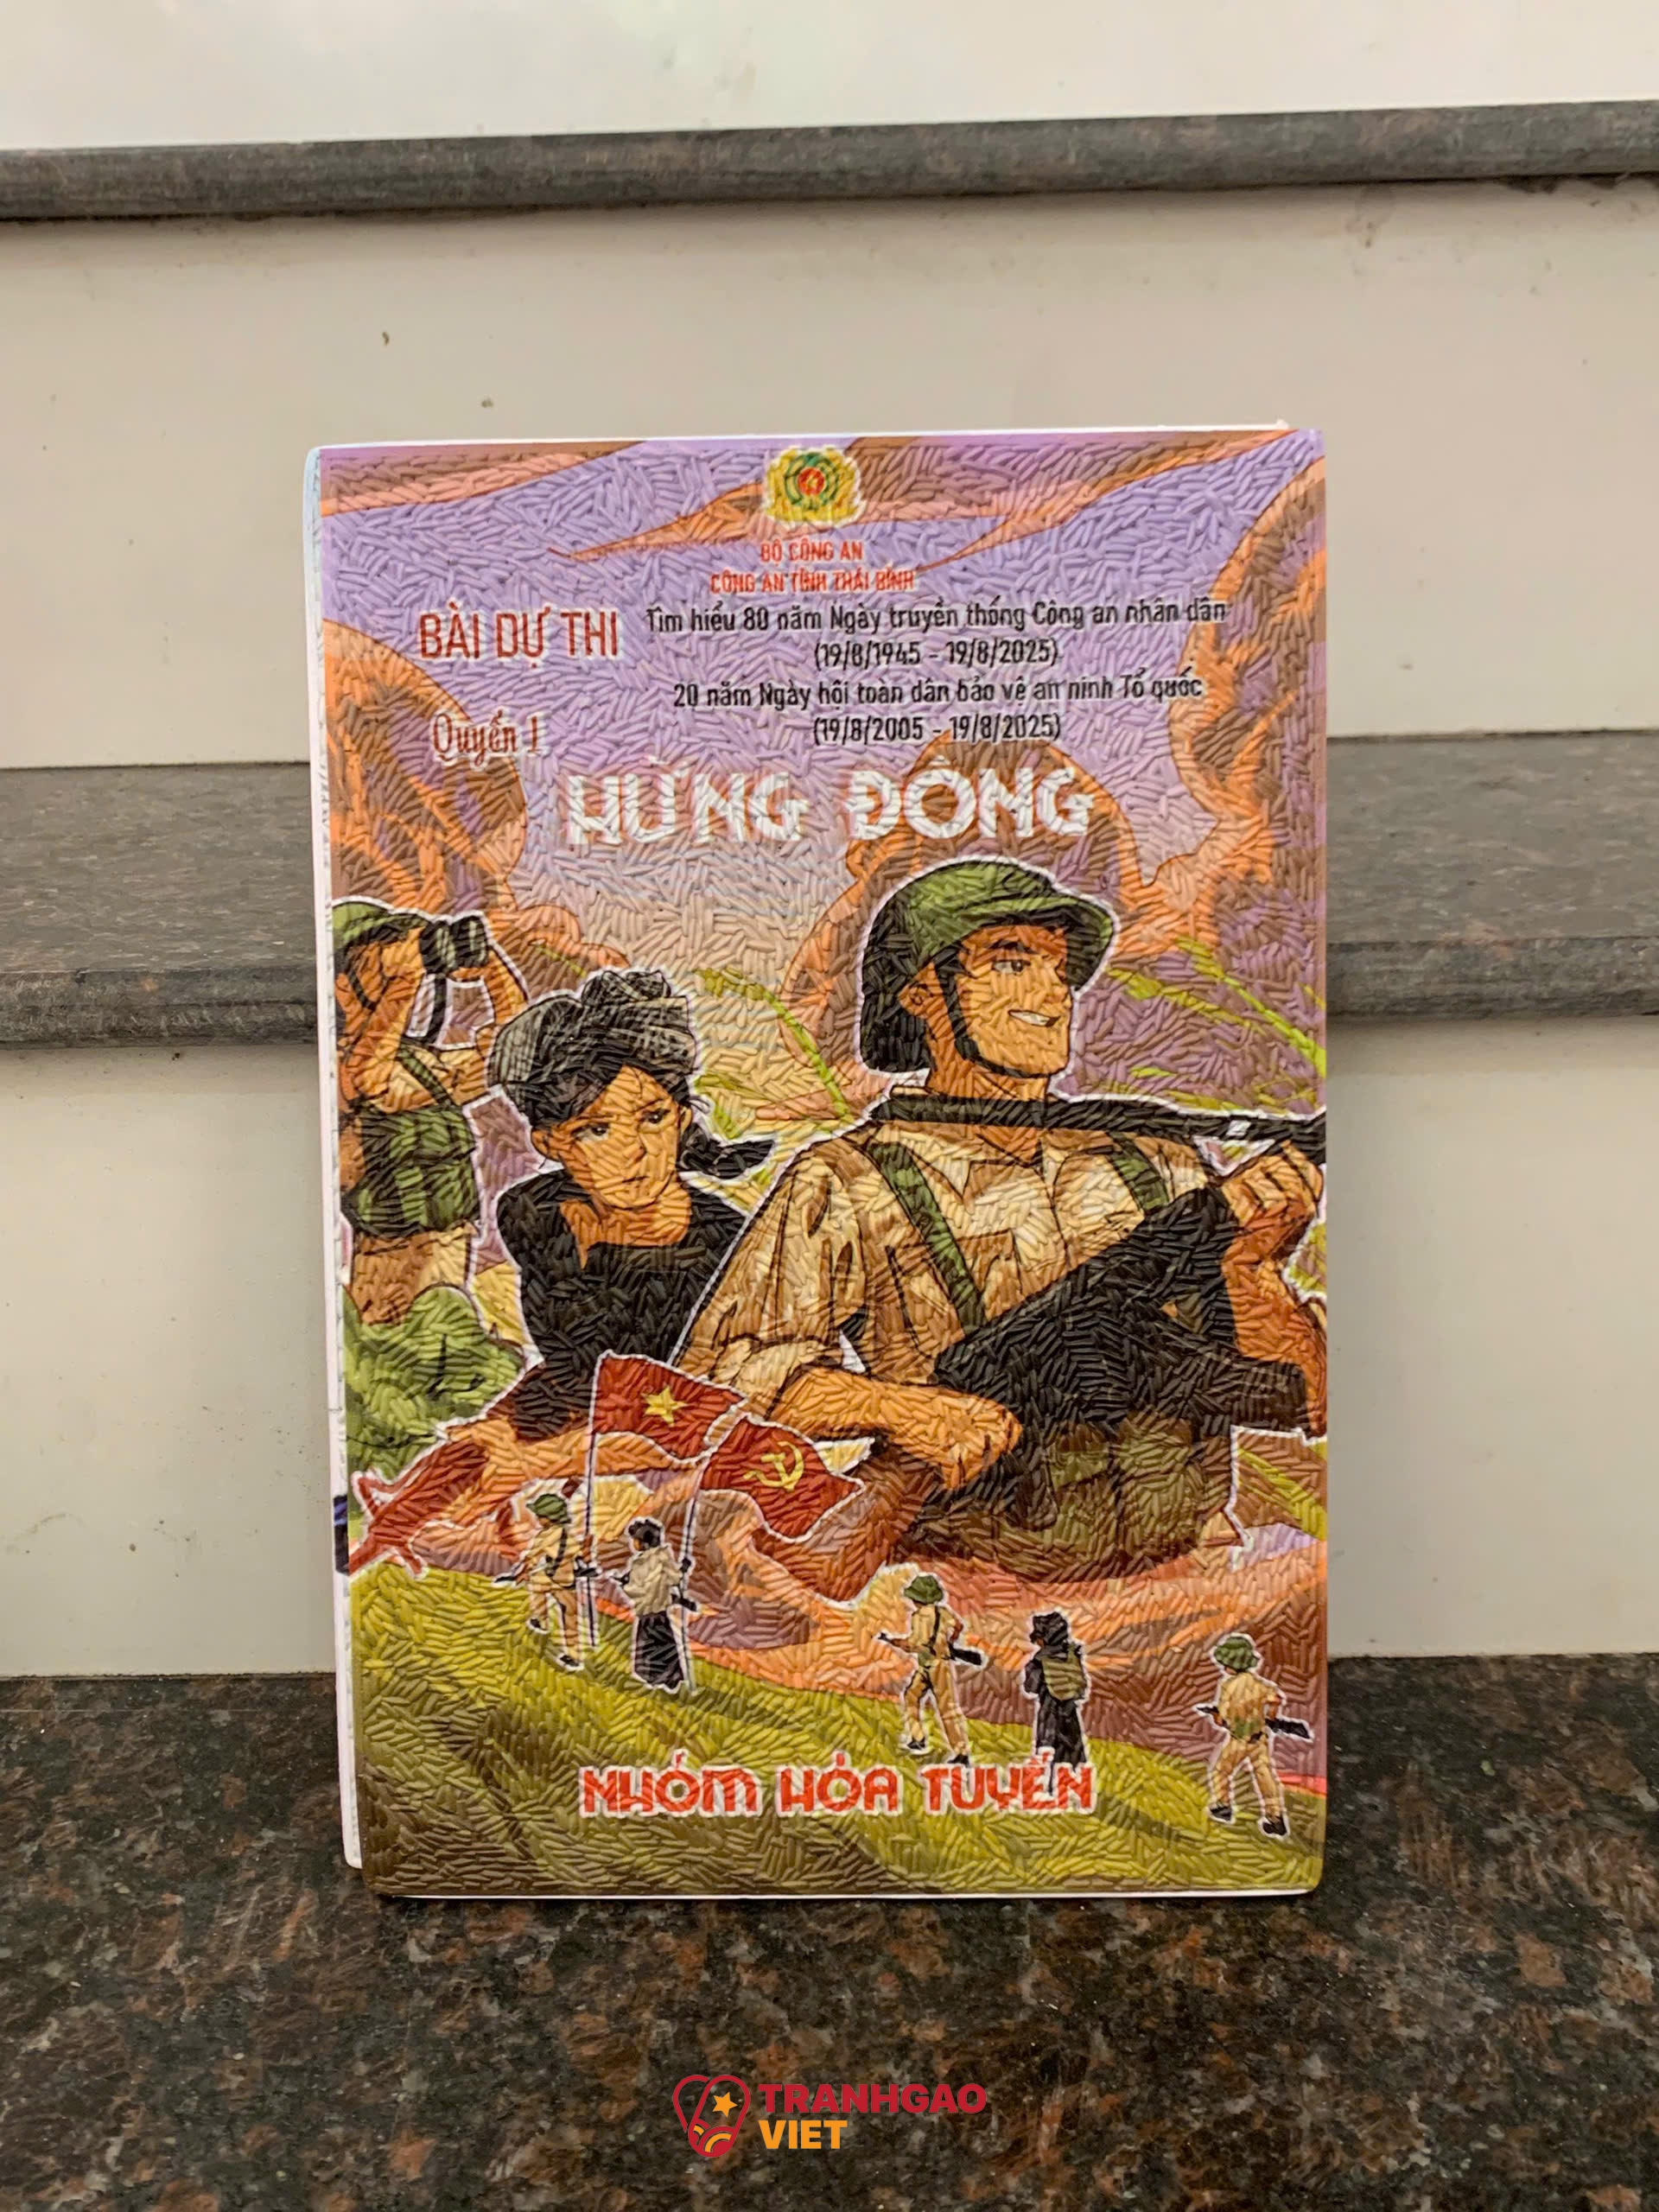 BỘ CÔNG AN
CÔNG AN TỈNH THÁI BÌNH
BÀI DỰ THI
Tìm hiểu 80 năm Ngày truyền thống Công an nhân dân
(19/8/1945 - 19/8/2025)
20 năm Ngày hội toàn dân bảo vệ an ninh Tổ quốc
(19/8/2005 - 19/8/2025)
Quyển 1
HỪNG ĐÔNG
NHÓM HỎA TUYẾN
TRANHGAO
VIET